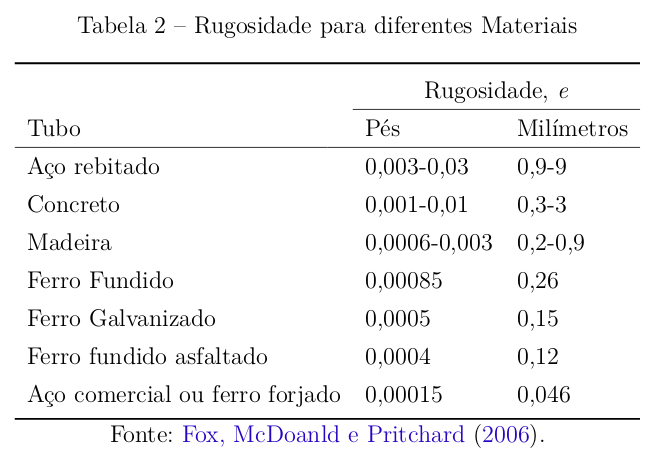 Tabela 2 – Rugosidade para diferentes Materiais
Rugosidade, e
Tubo Pés Milímetros
Aço rebitado 0,003-0,03 0,9-9
Concreto 0,001-0,01 0,3-3
Madeira 0,0006-0,003 0,2-0,9
Ferro Fundido 0,00085 0,26
Ferro Galvanizado 0,0005 0,15
Ferro fundido asfaltado 0,0004 0,12
Aço comercial ou ferro forjado 0,00015 0,046
Fonte: Fox, McDoanld e Pritchard (2006).